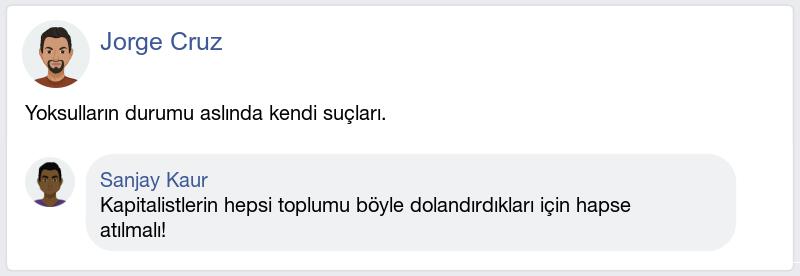 Jorge Cruz
Yoksulların durumu aslında kendi suçları.
Sanjay Kaur
Kapitalistlerin hepsi toplumu böyle dolandırdıkları için hapse
atılmalı!